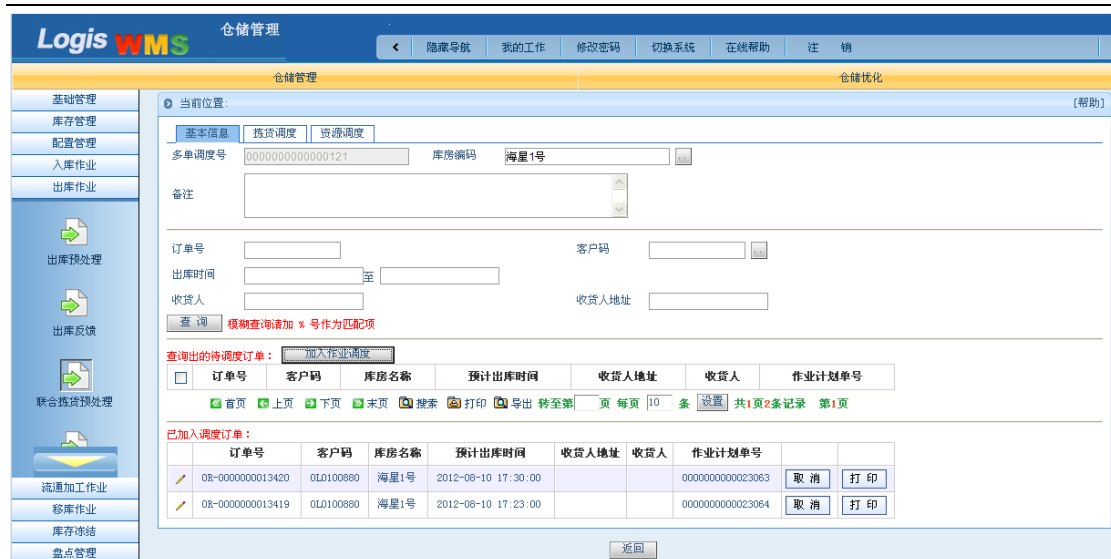 Logis WMS 仓储管理
隐藏导航 我的工作 修改密码 切换系统 在线帮助 注 销
仓储管理 仓储优化
基础管理
库存管理
配置管理
入库作业
出库作业
出库预处理
出库反馈
联合拣货预处理
流通加工作业
移库作业
库存冻结
盘点管理
当前位置: [帮助]
基本信息 拣货调度 资源调度
多单调度号 0000000000000121 库房编码 海星1号 ..
备注
订单号 客户码 ..
出库时间 至
收货人 收货人地址
查 询 模糊查询请加 % 号作为匹配项
查询出的待调度订单： 加入作业调度
订单号 客户码 库房名称 预计出库时间 收货人地址 收货人 作业计划单号
首页 上页 下页 末页 搜索 打印 导出 转至第 页 每页 10 条 设置 共1页2条记录 第1页
已加入调度订单：
订单号 客户码 库房名称 预计出库时间 收货人地址 收货人 作业计划单号
OR-0000000013420 OL0100880 海星1号 2012-08-10 17:30:00 0000000000023063 取 消 打 印
OR-0000000013419 OL0100880 海星1号 2012-08-10 17:23:00 0000000000023064 取 消 打 印
返回